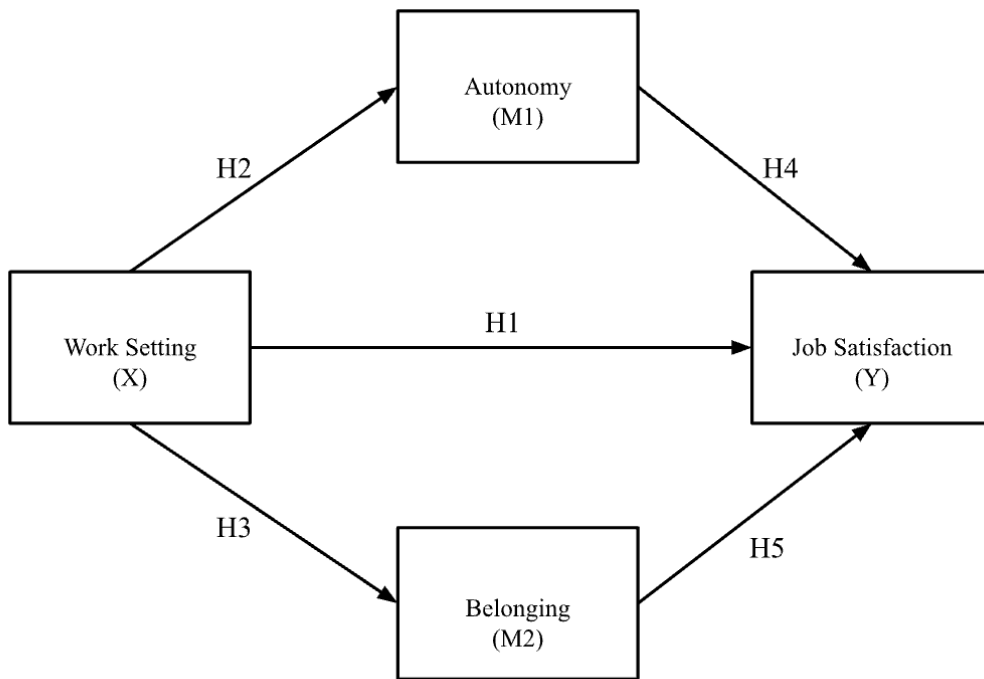 Autonomy
(M1)
H2
H4
H1
Work Setting
(X)
Job Satisfaction
(Y)
H3
H5
Belonging
(M2)